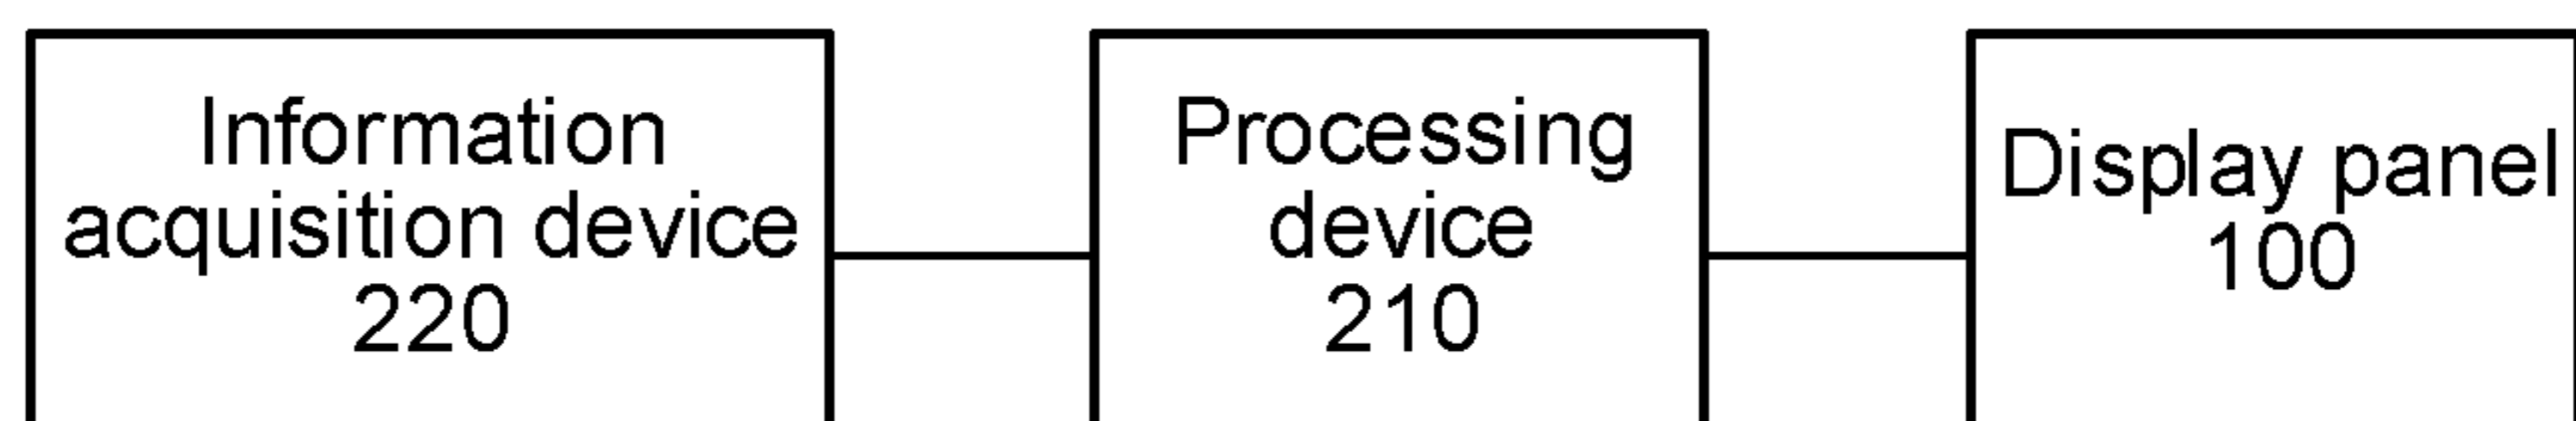 Information
acquisition device
220
Processing
device
210
Display panel
100